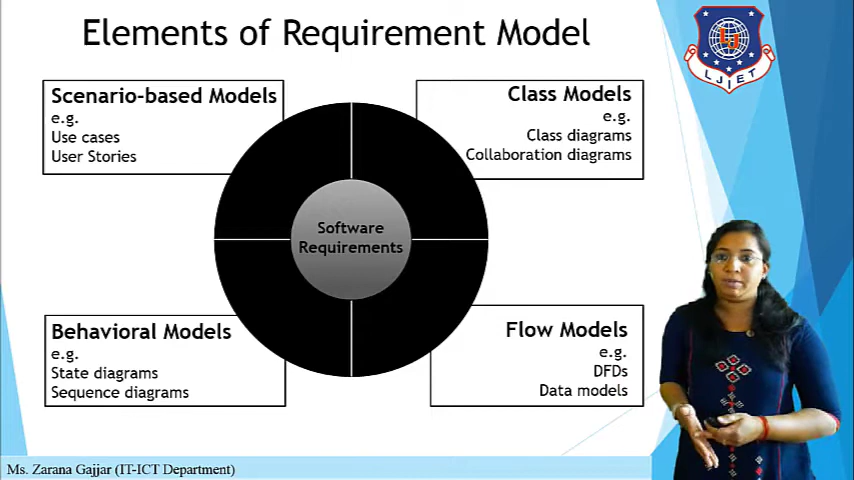 Elements of Requirement Model
LJIET
Scenario-based Models
e.g.
Use cases
User Stories
Class Models
e.g.
Class diagrams
Collaboration diagrams
Software
Requirements
Behavioral Models
e.g.
State diagrams
Sequence diagrams
Flow Models
e.g.
DFDs
Data models
Ms. Zarana Gajjar (IT-ICT Department)